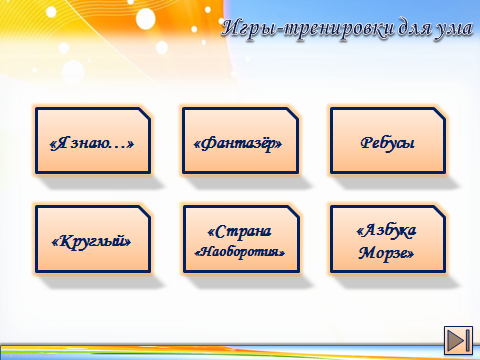 Игры-тренировки для ума
«Я знаю…»
«Фантазёр»
Ребусы
«Круглый»
«Страна
«Наоборотия»
«Азбука
Морзе»